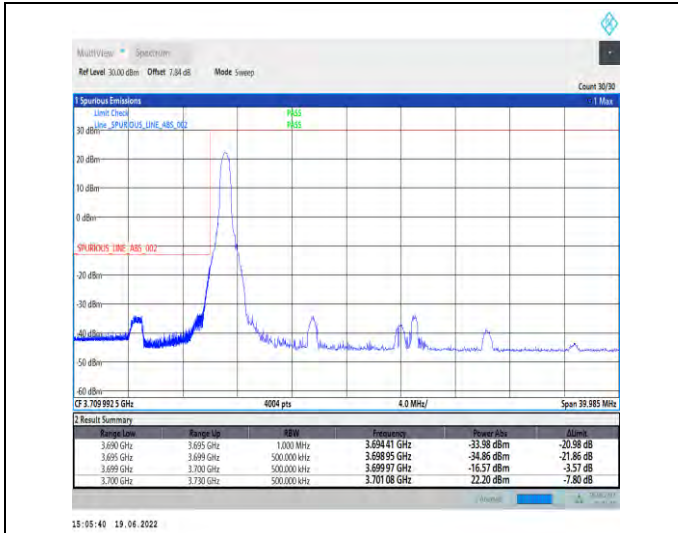 MultiView Spectrum
Ref Level 30.00 dBm Offset 7.84 dB Mode Sweep
Count 30/30
1 Spurious Emissions 1 Max
Limit Check PASS
Line _SPURIOUS_LINE_ABS_002 PASS
30 dBm
20 dBm
10 dBm
0 dBm
SPURIOUS_LINE_ABS_002
-20 dBm
-30 dBm
-40 dBm
-50 dBm
-60 dBm
CF 3.709 992 5 GHz 4004 pts 4.0 MHz/ Span 39.985 MHz
2 Result Summary
Range Low Range Up RBW Frequency Power Abs ΔLimit
3.690 GHz 3.695 GHz 1.000 MHz 3.694 41 GHz -33.98 dBm -20.98 dB
3.695 GHz 3.699 GHz 500.000 kHz 3.698 95 GHz -34.86 dBm -21.86 dB
3.699 GHz 3.700 GHz 500.000 kHz 3.699 97 GHz -16.57 dBm -3.57 dB
3.700 GHz 3.730 GHz 500.000 kHz 3.701 08 GHz 22.20 dBm -7.80 dB
15:05:40 19.06.2022